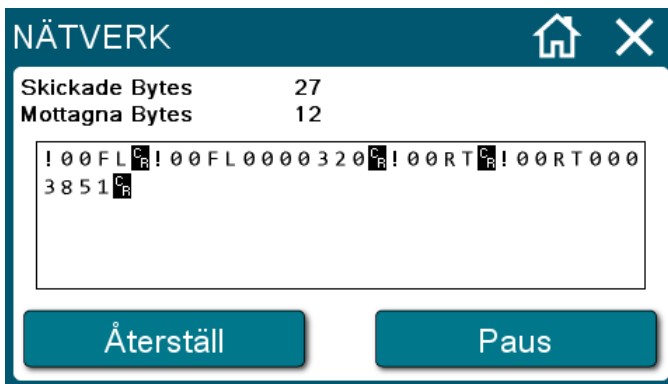 NÄTVERK
Skickade Bytes 27
Mottagna Bytes 12
!00FL␍!00FL0000320␍!00RT␍!00RT000
3851␍
Återställ
Paus